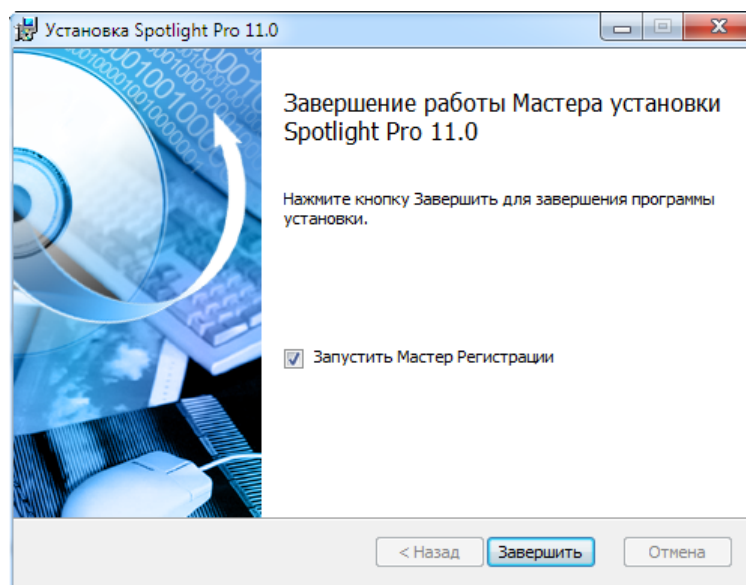 Установка Spotlight Pro 11.0
Завершение работы Мастера установки
Spotlight Pro 11.0
Нажмите кнопку Завершить для завершения программы
установки.
Запустить Мастер Регистрации
< Назад Завершить Отмена